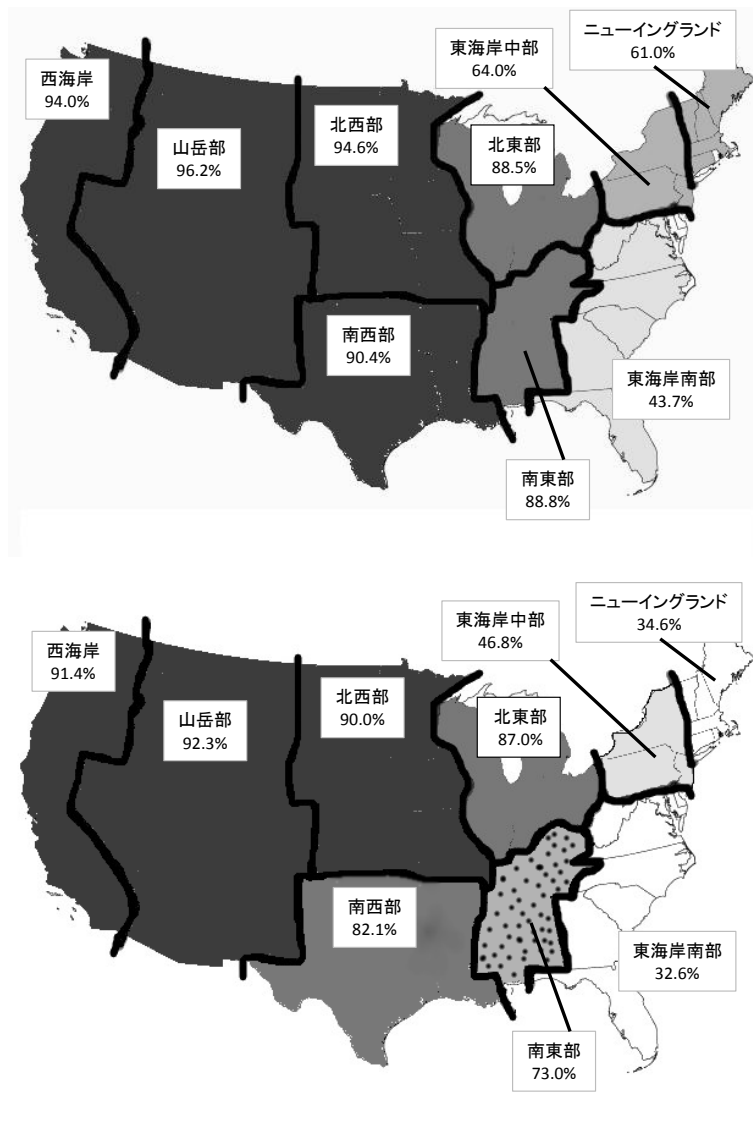 ニューイングランド
61.0%
東海岸中部
64.0%
西海岸
94.0%
北西部
94.6%
北東部
88.5%
山岳部
96.2%
南西部
90.4%
東海岸南部
43.7%
南東部
88.8%
ニューイングランド
34.6%
東海岸中部
46.8%
西海岸
91.4%
北西部
90.0%
北東部
87.0%
山岳部
92.3%
南西部
82.1%
東海岸南部
32.6%
南東部
73.0%